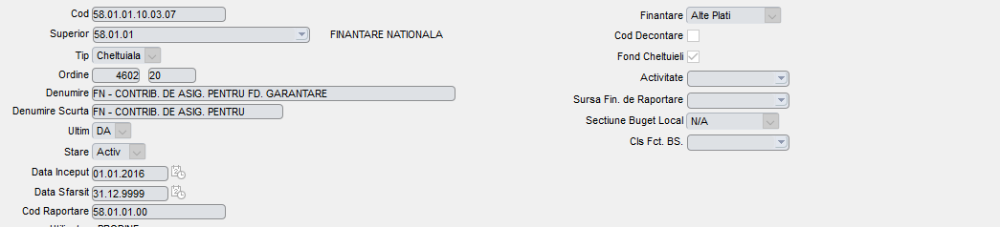 Cod 58.01.01.10.03.07
Superior 58.01.01 FINANTARE NATIONALA
Tip Cheltuiala
Ordine 4602 20
Denumire FN - CONTRIB. DE ASIG. PENTRU FD. GARANTARE
Denumire Scurta FN - CONTRIB. DE ASIG. PENTRU
Ultim DA
Stare Activ
Data Inceput 01.01.2016
Data Sfarsit 31.12.9999
Cod Raportare 58.01.01.00
Finantare Alte Plati
Cod Decontare
Fond Cheltuieli
Activitate
Sursa Fin. de Raportare
Sectiune Buget Local N/A
Cls Fct. BS.